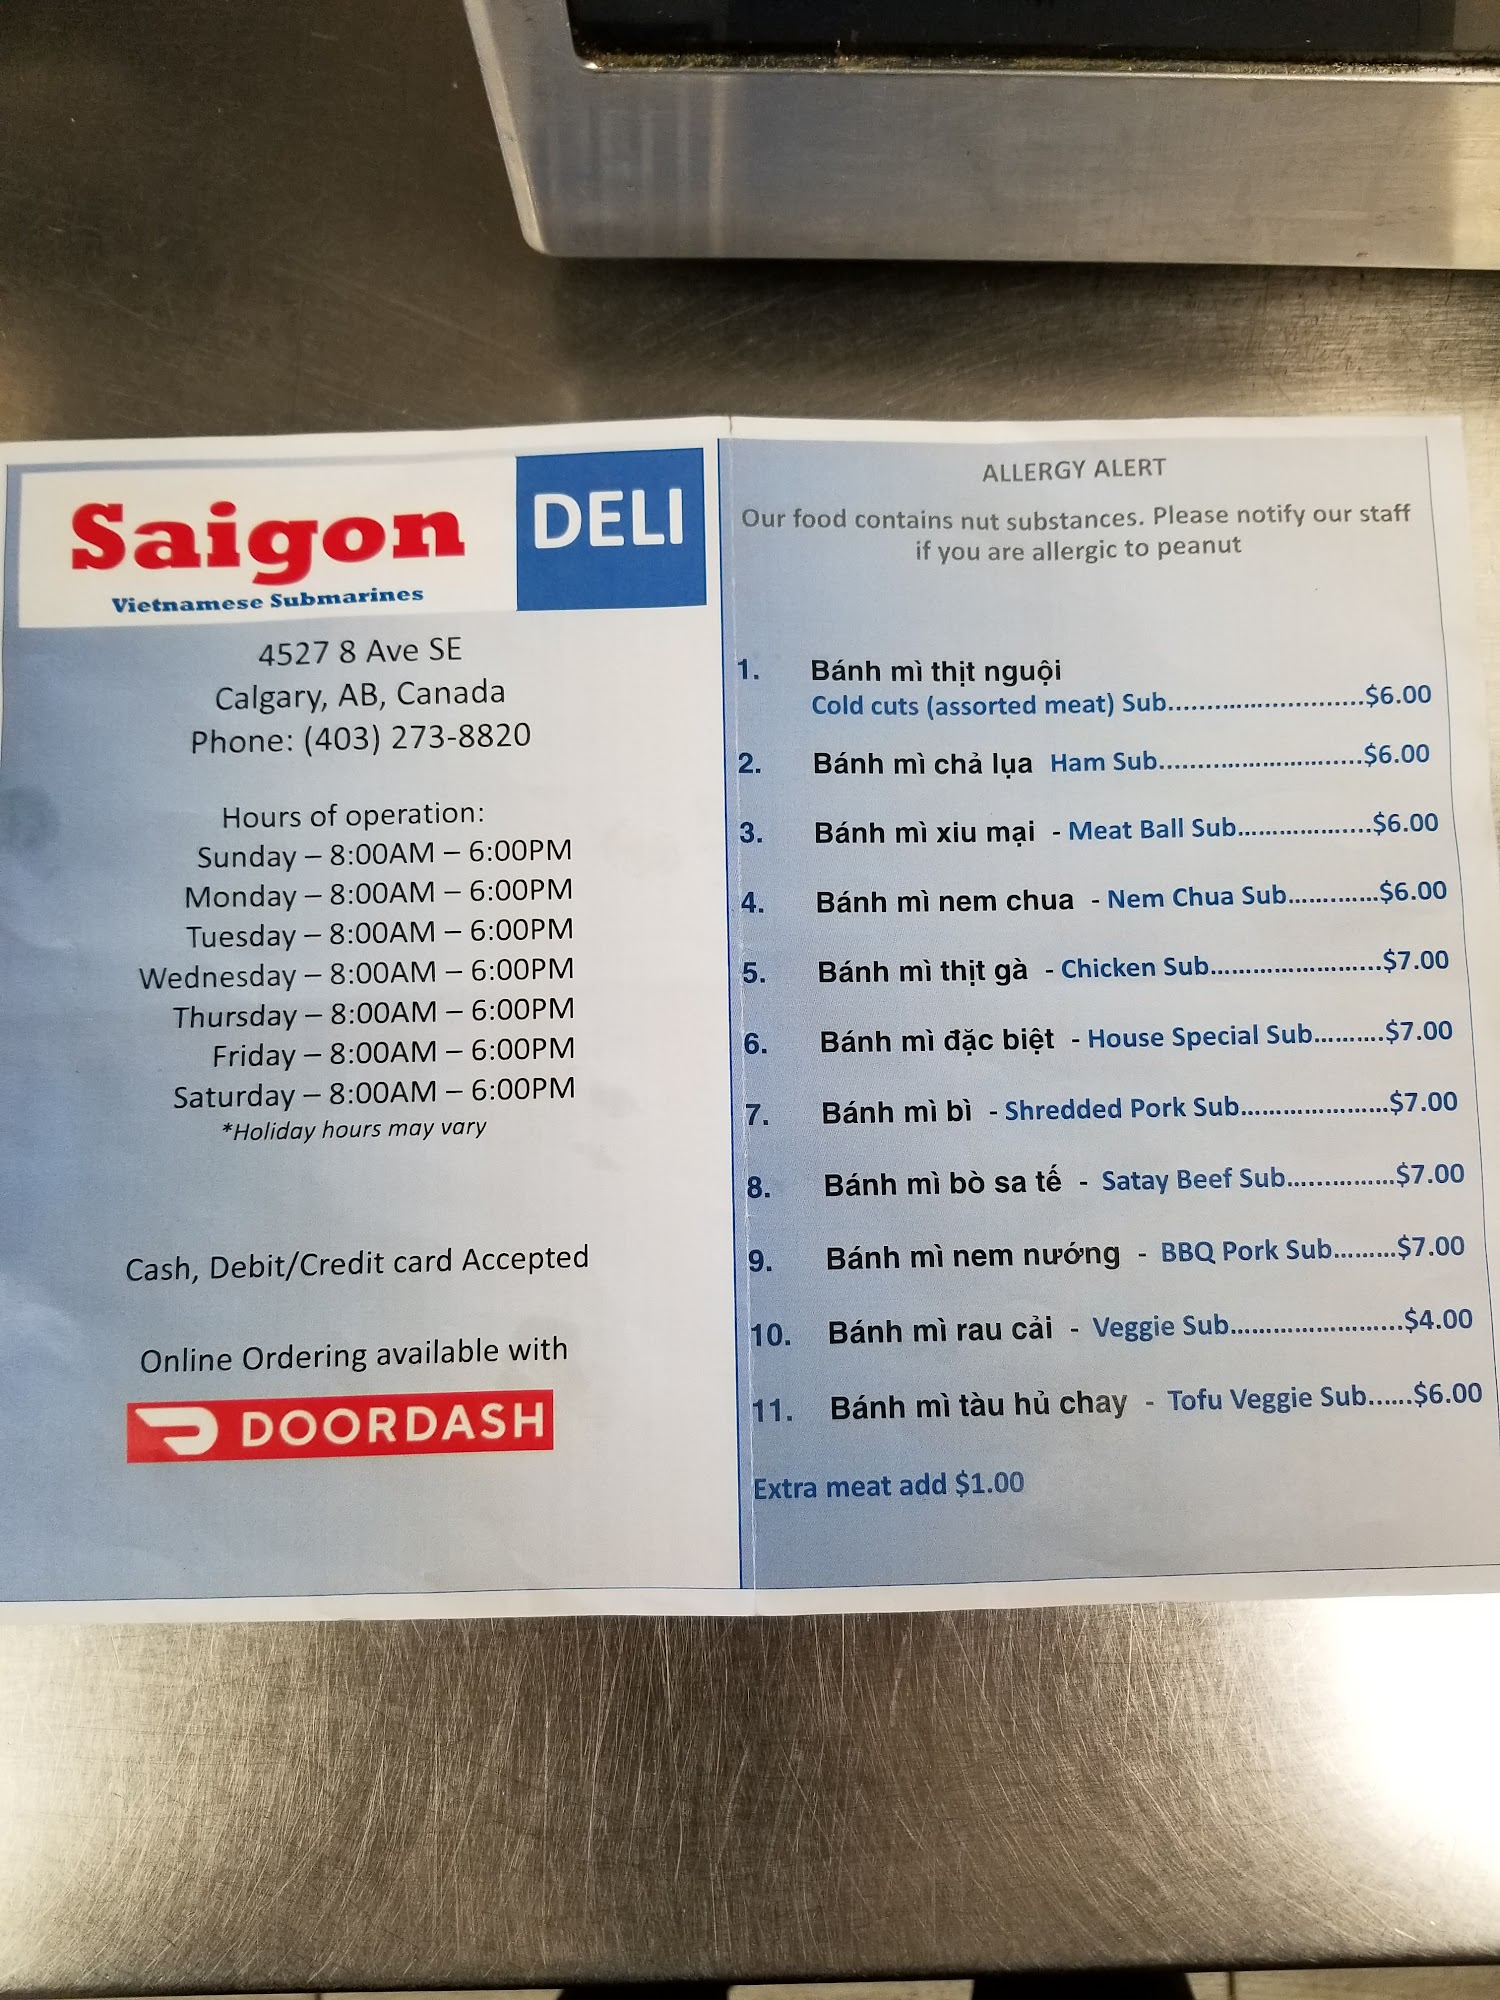 Saigon
DELI
Vietnamese Submarines
4527 8 Ave SE
Calgary, AB, Canada
Phone: (403) 273-8820
Hours of operation:
Sunday – 8:00AM – 6:00PM
Monday – 8:00AM – 6:00PM
Tuesday – 8:00AM – 6:00PM
Wednesday – 8:00AM – 6:00PM
Thursday – 8:00AM – 6:00PM
Friday – 8:00AM – 6:00PM
Saturday – 8:00AM – 6:00PM
*Holiday hours may vary
Cash, Debit/Credit card Accepted
Online Ordering available with
DOORDASH
ALLERGY ALERT
Our food contains nut substances. Please notify our staff
if you are allergic to peanut
1. Bánh mì thịt nguội
Cold cuts (assorted meat) Sub............................$6.00
2. Bánh mì chả lụa Ham Sub.............................$6.00
3. Bánh mì xiu mại - Meat Ball Sub...................$6.00
4. Bánh mì nem chua - Nem Chua Sub.............$6.00
5. Bánh mì thịt gà - Chicken Sub........................$7.00
6. Bánh mì đặc biệt - House Special Sub..........$7.00
7. Bánh mì bì - Shredded Pork Sub.....................$7.00
8. Bánh mì bò sa tế - Satay Beef Sub...............$7.00
9. Bánh mì nem nướng - BBQ Pork Sub.........$7.00
10. Bánh mì rau cải - Veggie Sub........................$4.00
11. Bánh mì tàu hủ chay - Tofu Veggie Sub......$6.00
Extra meat add $1.00